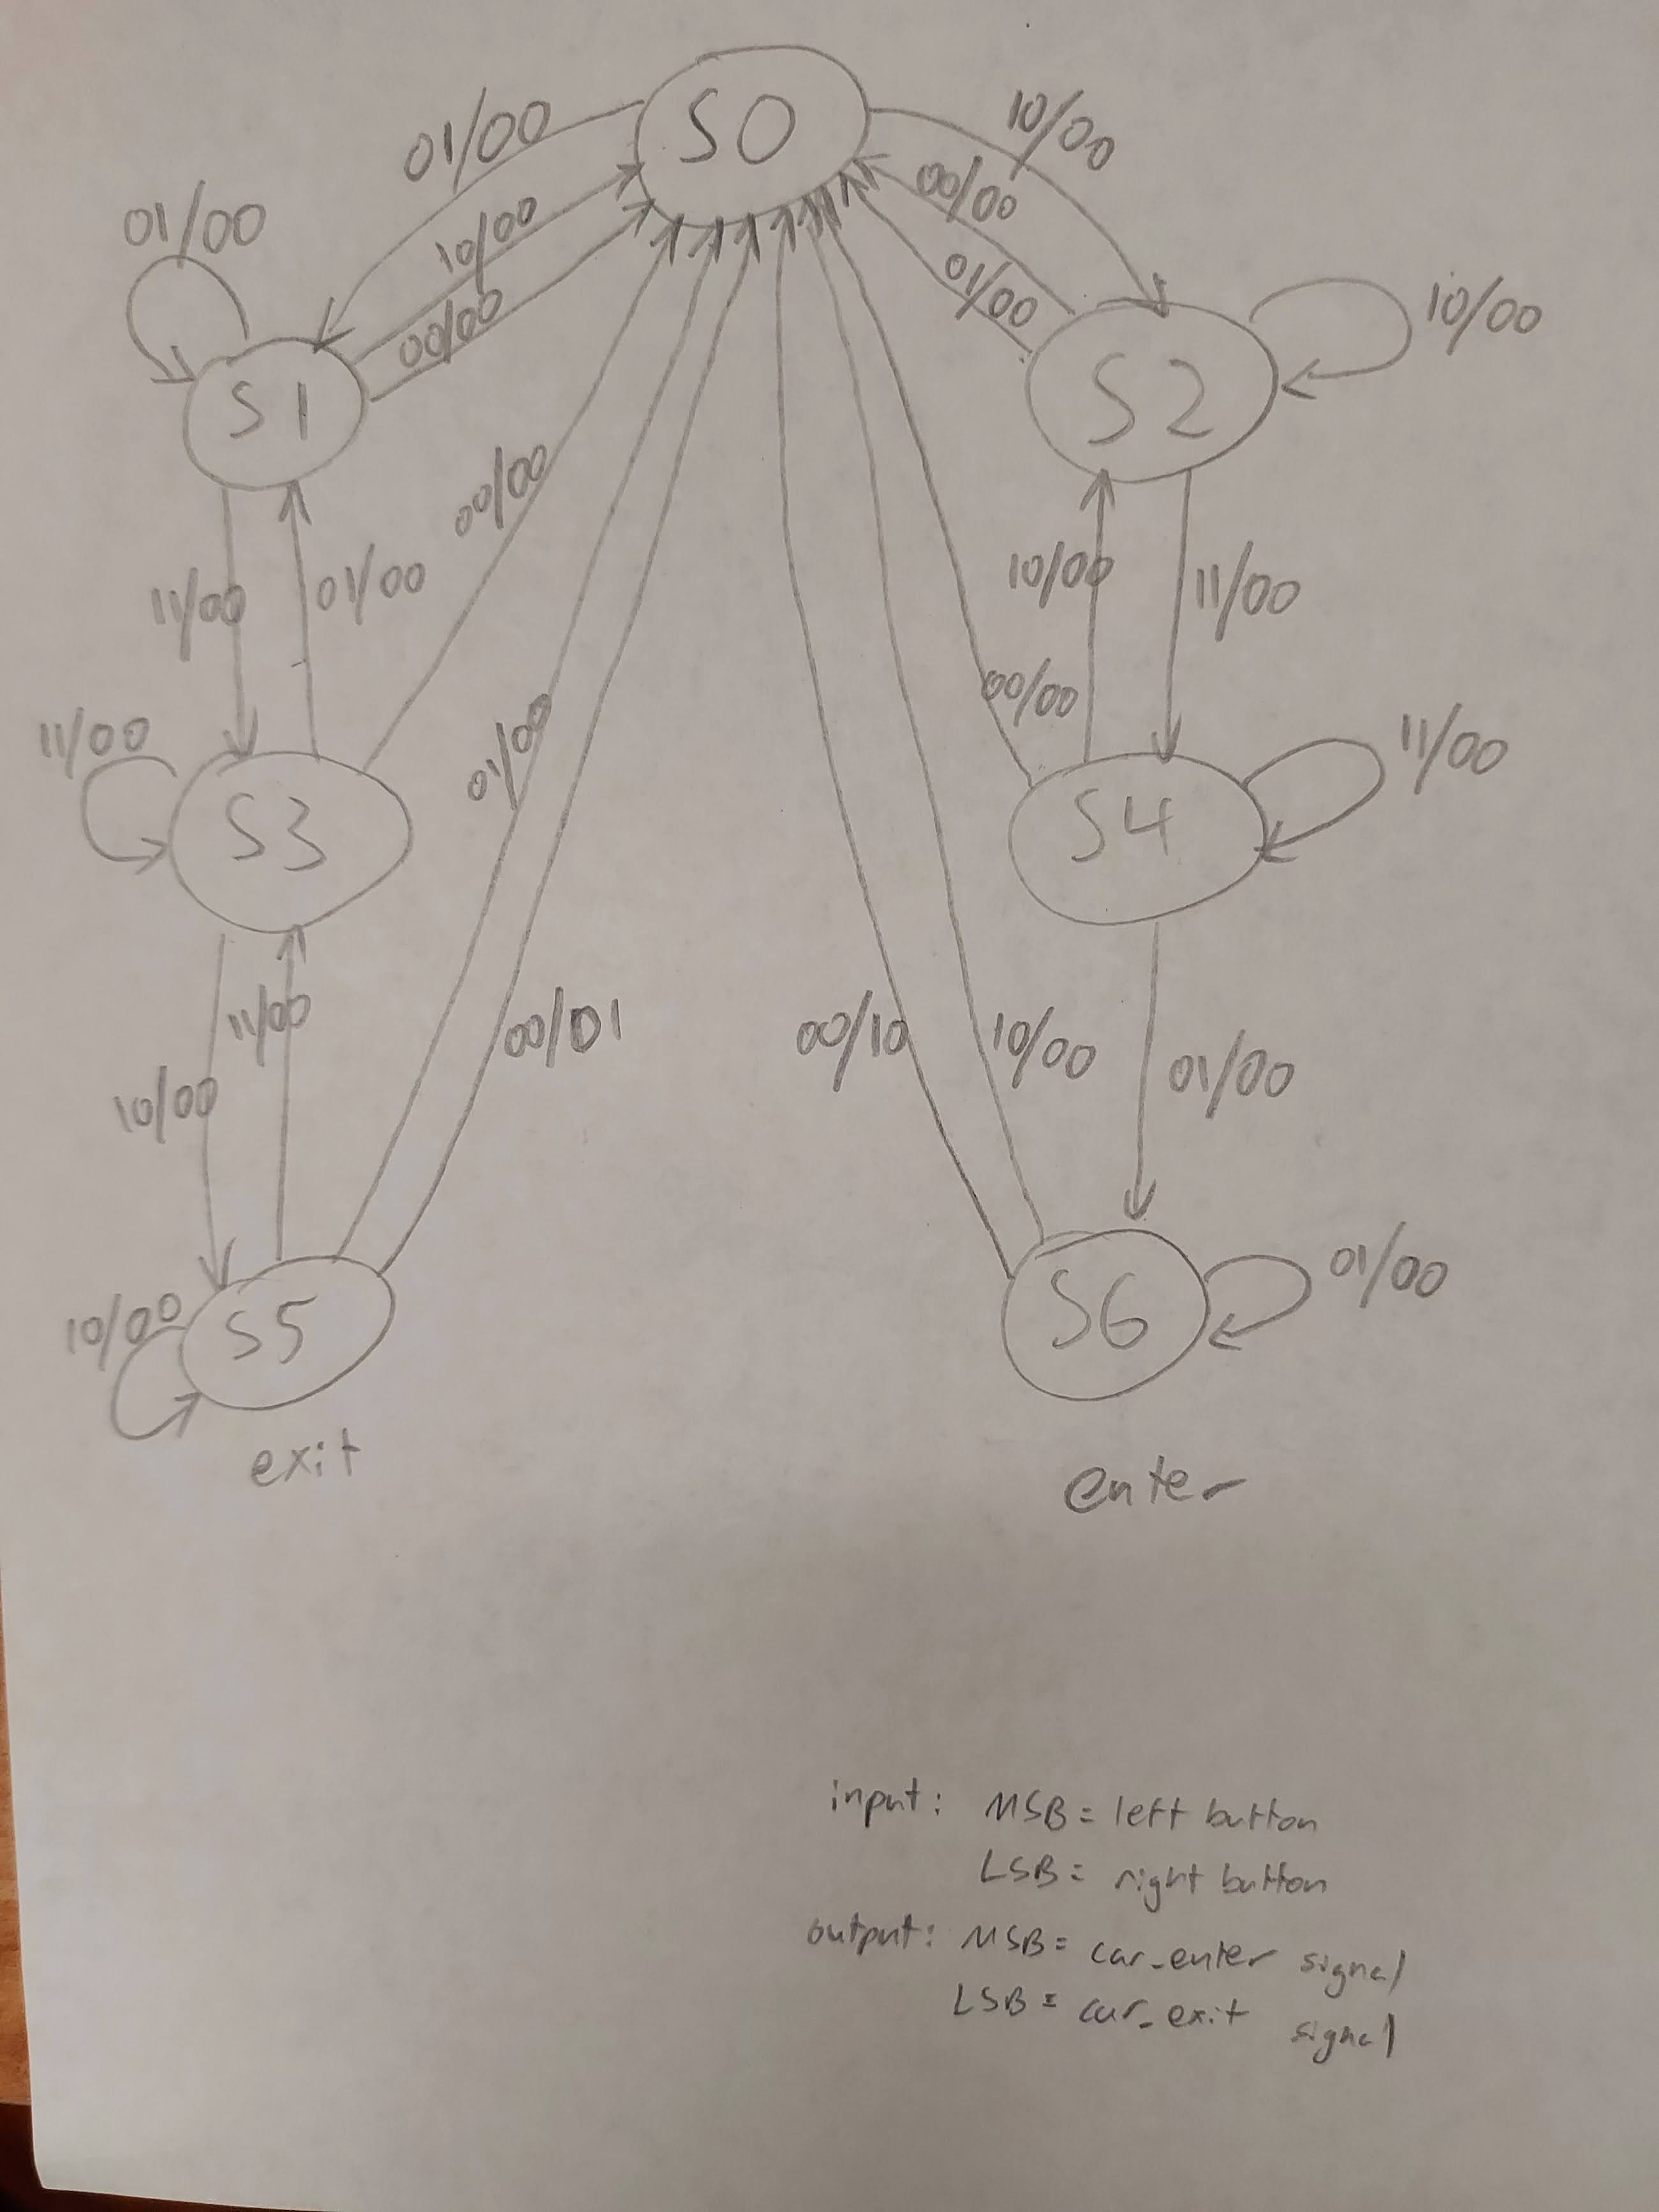 S0
01/00
10/00
01/00
10/00
00/00
00/00
01/00
10/00
S1
S2
00/00
11/00
01/00
10/00
11/00
11/00
01/00
00/00
11/00
S3
S4
11/00
10/00
00/01
00/10
10/00
01/00
10/00
S5
S6
01/00
exit
enter
input: MSB = left button
LSB = right button
output: MSB = car_enter signal
LSB = car_exit signal